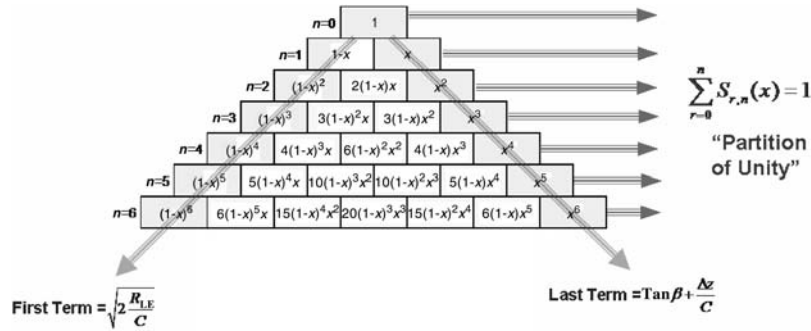 n=0 1
n=1 1-x x
n=2 (1-x)² 2(1-x)x x²
n=3 (1-x)³ 3(1-x)²x 3(1-x)x² x³
n=4 (1-x)⁴ 4(1-x)³x 6(1-x)²x² 4(1-x)x³ x⁴
n=5 (1-x)⁵ 5(1-x)⁴x 10(1-x)³x² 10(1-x)²x³ 5(1-x)x⁴ x⁵
n=6 (1-x)⁶ 6(1-x)⁵x 15(1-x)⁴x² 20(1-x)³x³ 15(1-x)²x⁴ 6(1-x)x⁵ x⁶
∑_{r=0}^{n} S_{r,n}(x)=1
“Partition
of Unity”
First Term =√(2 R_LE/C)
Last Term =Tanβ+Δz/C